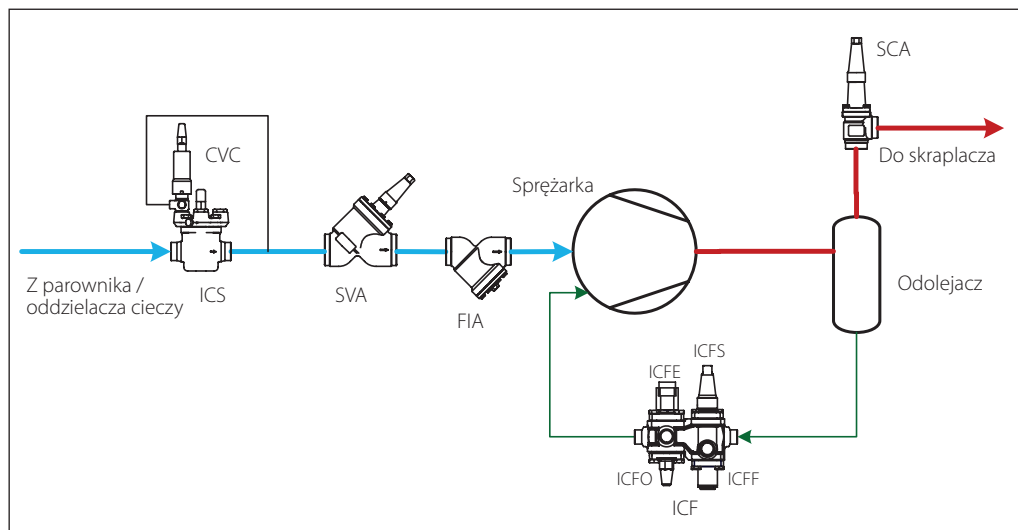 SCA
CVC
Do skraplacza
Sprężarka
Z parownika /
oddzielacza cieczy
ICS
SVA
FIA
Odolejacz
ICFS
ICFE
ICFO
ICFF
ICF